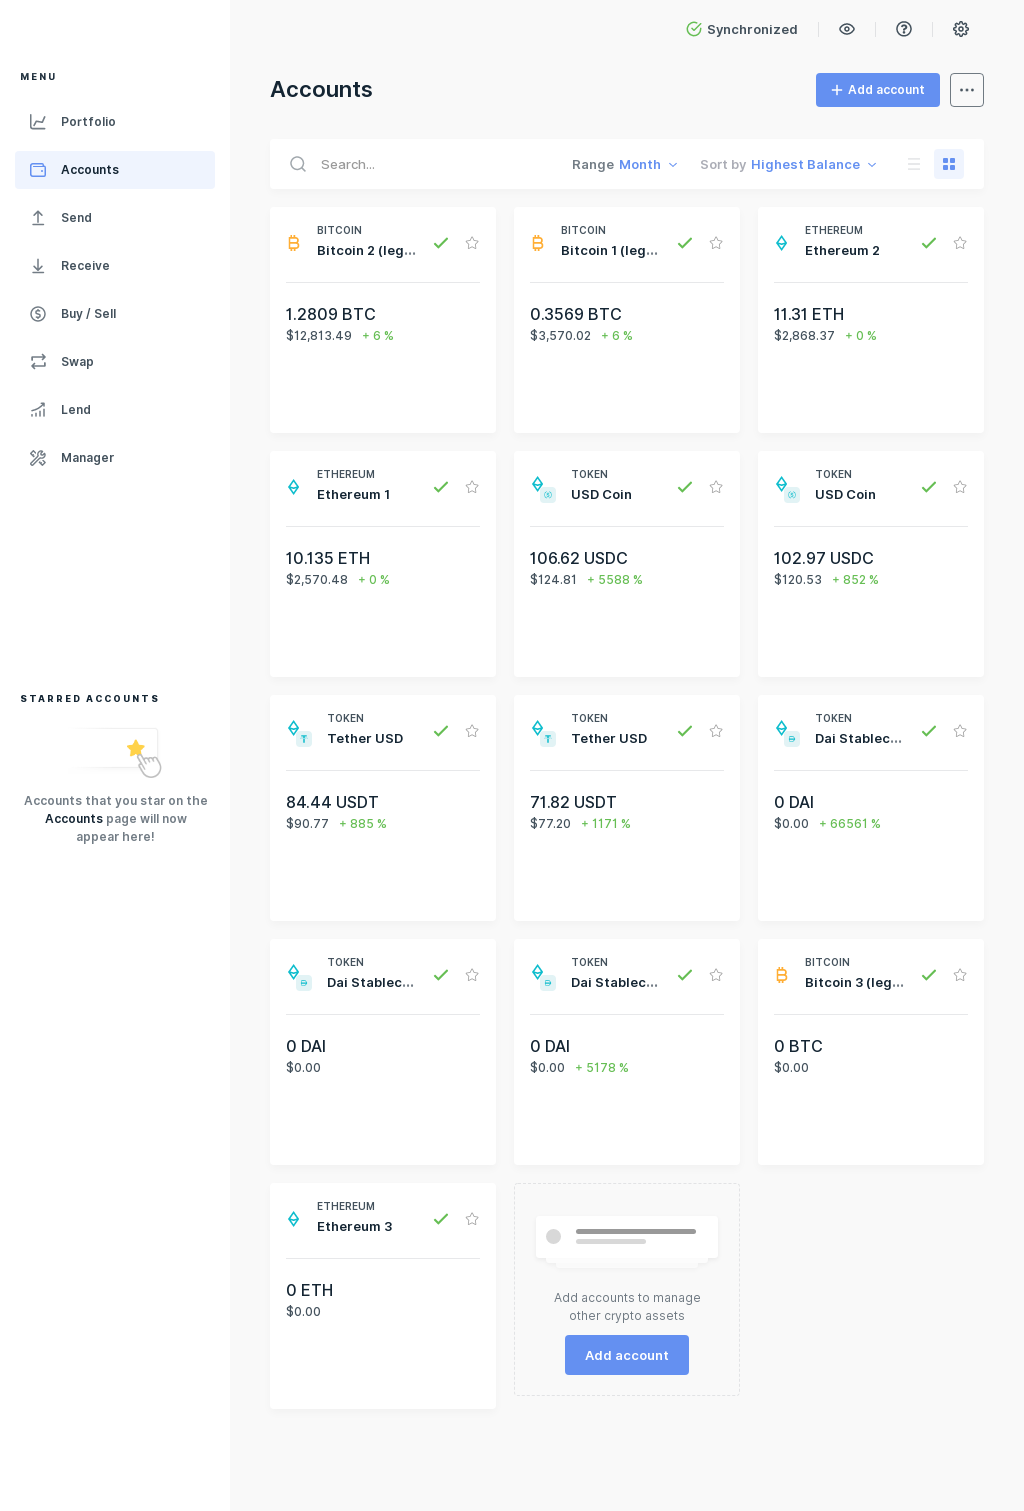 Synchronized
MENU
Portfolio
Accounts
Send
Receive
Buy / Sell
Swap
Lend
Manager
STARRED ACCOUNTS
Accounts that you star on the
Accounts page will now
appear here!
Accounts
Add account
Search...
Range Month
Sort by Highest Balance
BITCOIN
Bitcoin 2 (leg...
1.2809 BTC
$12,813.49 + 6 %
BITCOIN
Bitcoin 1 (leg...
0.3569 BTC
$3,570.02 + 6 %
ETHEREUM
Ethereum 2
11.31 ETH
$2,868.37 + 0 %
ETHEREUM
Ethereum 1
10.135 ETH
$2,570.48 + 0 %
TOKEN
USD Coin
106.62 USDC
$124.81 + 5588 %
TOKEN
USD Coin
102.97 USDC
$120.53 + 852 %
TOKEN
Tether USD
84.44 USDT
$90.77 + 885 %
TOKEN
Tether USD
71.82 USDT
$77.20 + 1171 %
TOKEN
Dai Stablec...
0 DAI
$0.00 + 66561 %
TOKEN
Dai Stablec...
0 DAI
$0.00
TOKEN
Dai Stablec...
0 DAI
$0.00 + 5178 %
BITCOIN
Bitcoin 3 (leg...
0 BTC
$0.00
ETHEREUM
Ethereum 3
0 ETH
$0.00
Add accounts to manage
other crypto assets
Add account